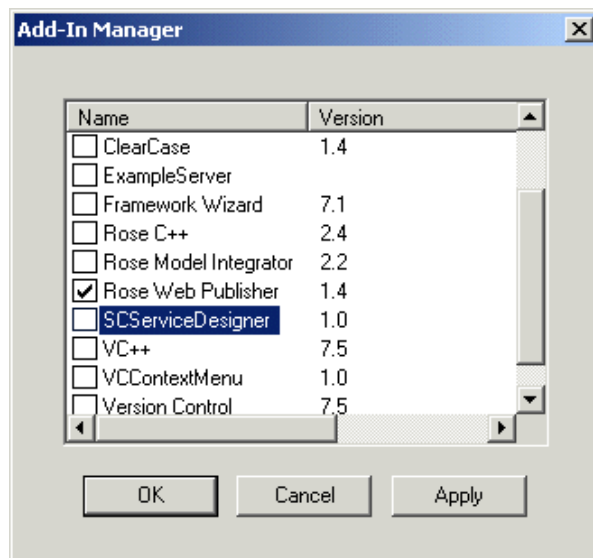 Add-In Manager
Name Version
ClearCase 1.4
ExampleServer
Framework Wizard 7.1
Rose C++ 2.4
Rose Model Integrator 2.2
Rose Web Publisher 1.4
SCServiceDesigner 1.0
VC++ 7.5
VCContextMenu 1.0
Version Control 7.5
OK Cancel Apply